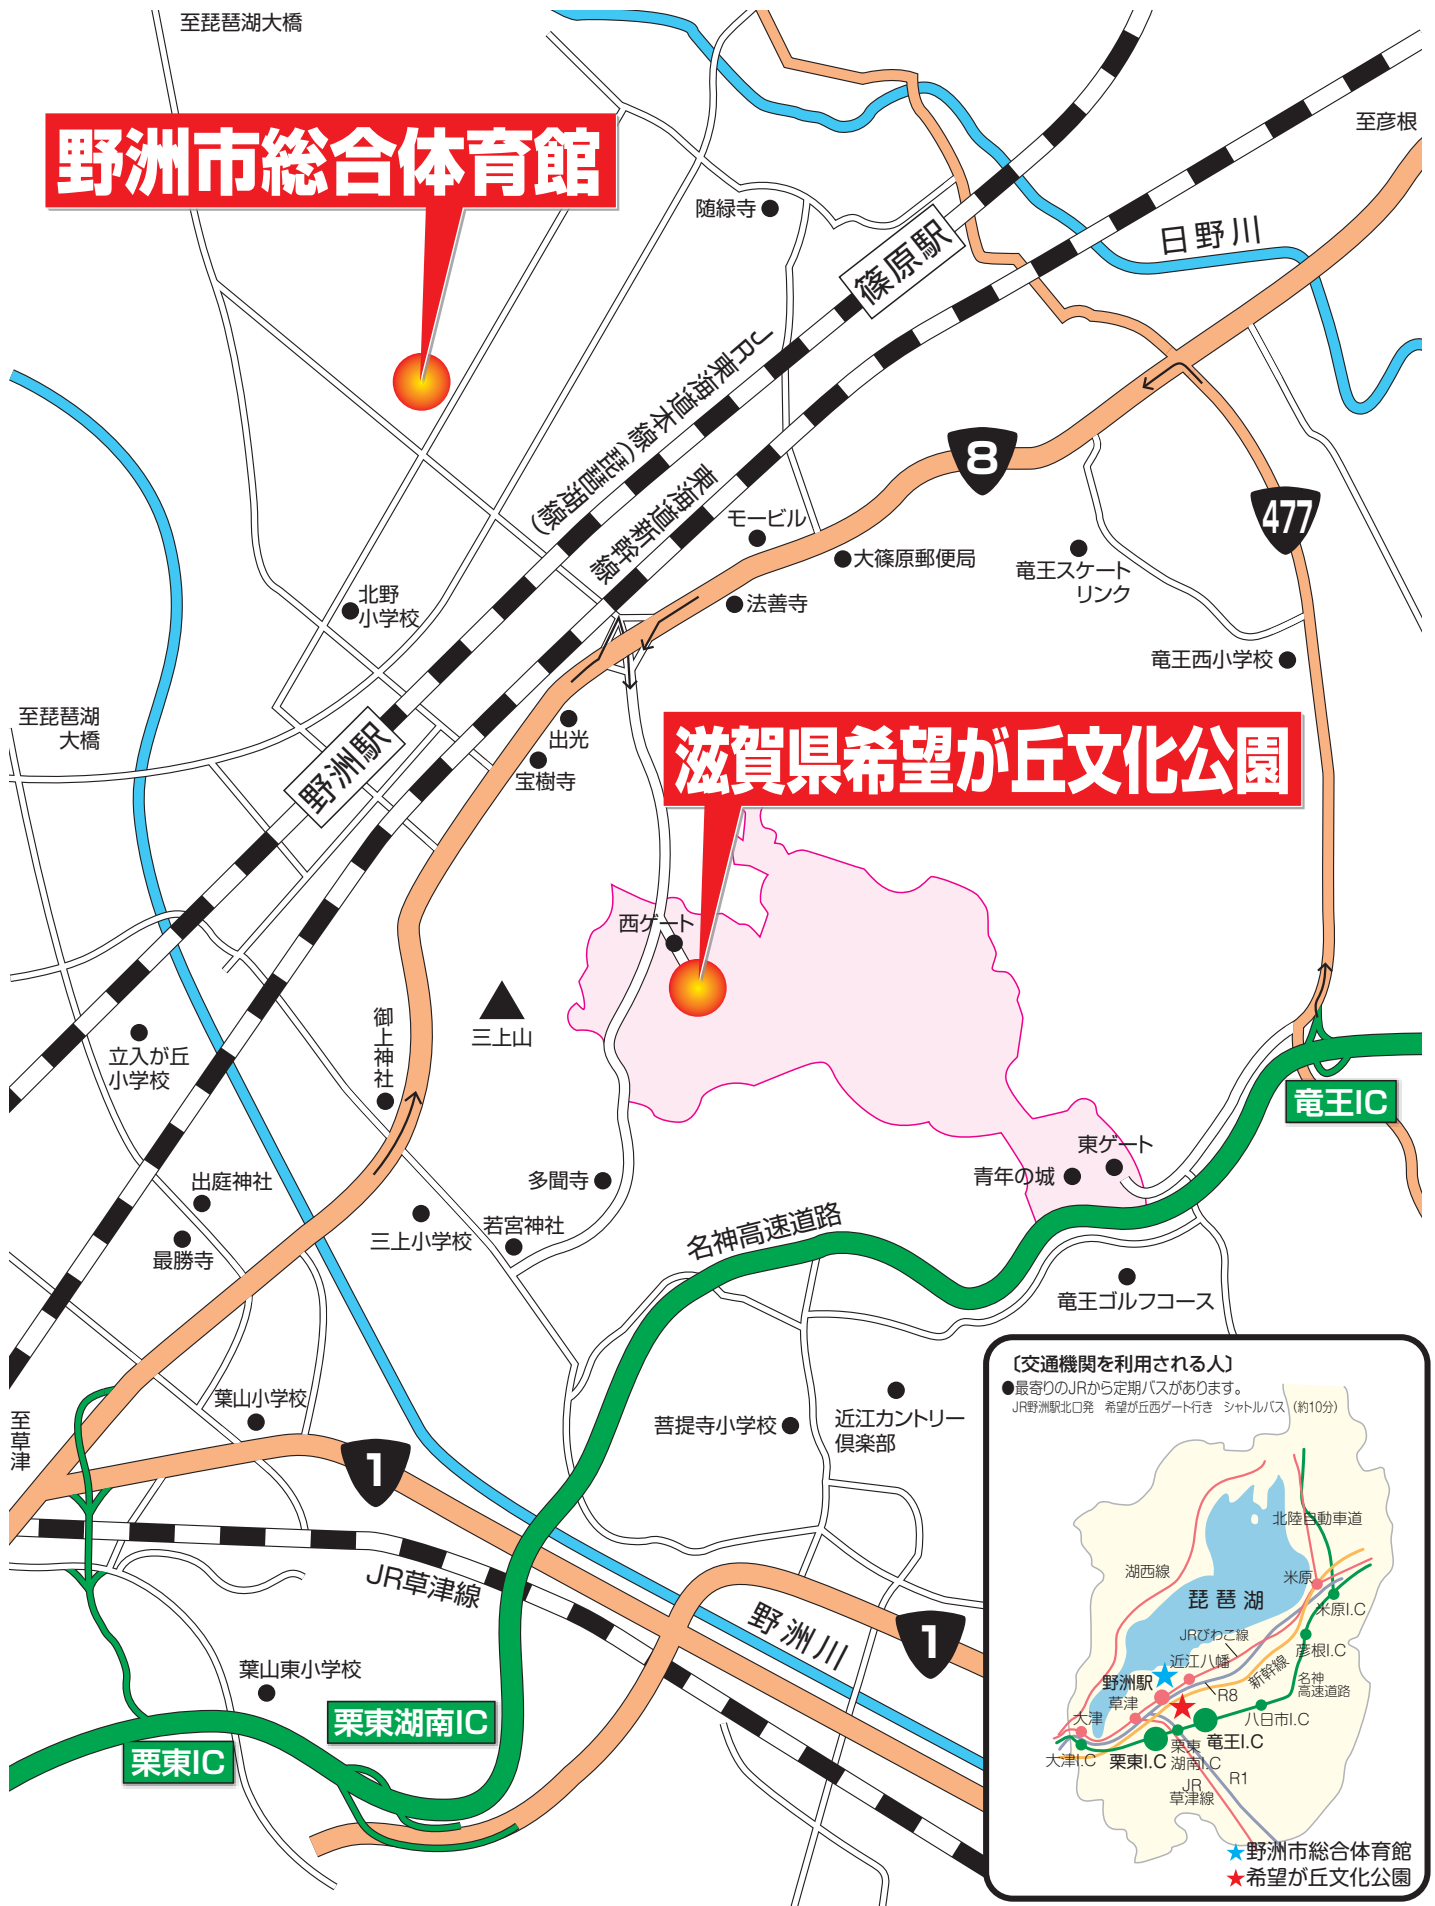 至琵琶湖大橋
野洲市総合体育館
至彦根
随緑寺
日野川
篠原駅
JR東海道本線(琵琶湖線)
東海道新幹線
8
477
モービル
大篠原郵便局
竜王スケート
リンク
法善寺
北野
小学校
竜王西小学校
至琵琶湖
大橋
野洲駅
出光
宝樹寺
滋賀県希望が丘文化公園
西ゲート
三上山
御上神社
立入が丘
小学校
竜王IC
東ゲート
青年の城
多聞寺
出庭神社
最勝寺
三上小学校
若宮神社
名神高速道路
竜王ゴルフコース
至草津
葉山小学校
1
菩提寺小学校
近江カントリー
倶楽部
JR草津線
野洲川
1
葉山東小学校
栗東湖南IC
栗東IC
〔交通機関を利用される人〕
●最寄りのJRから定期バスがあります。
JR野洲駅北口発 希望が丘西ゲート行き シャトルバス (約10分)
北陸自動車道
湖西線
米原
琵琶湖
米原I.C
JRびわこ線
彦根I.C
近江八幡
新幹線
野洲駅
R8
名神
高速道路
草津
大津
八日市I.C
竜王I.C
大津I.C
栗東I.C
栗東
湖南I.C
R1
JR
草津線
★野洲市総合体育館
★希望が丘文化公園